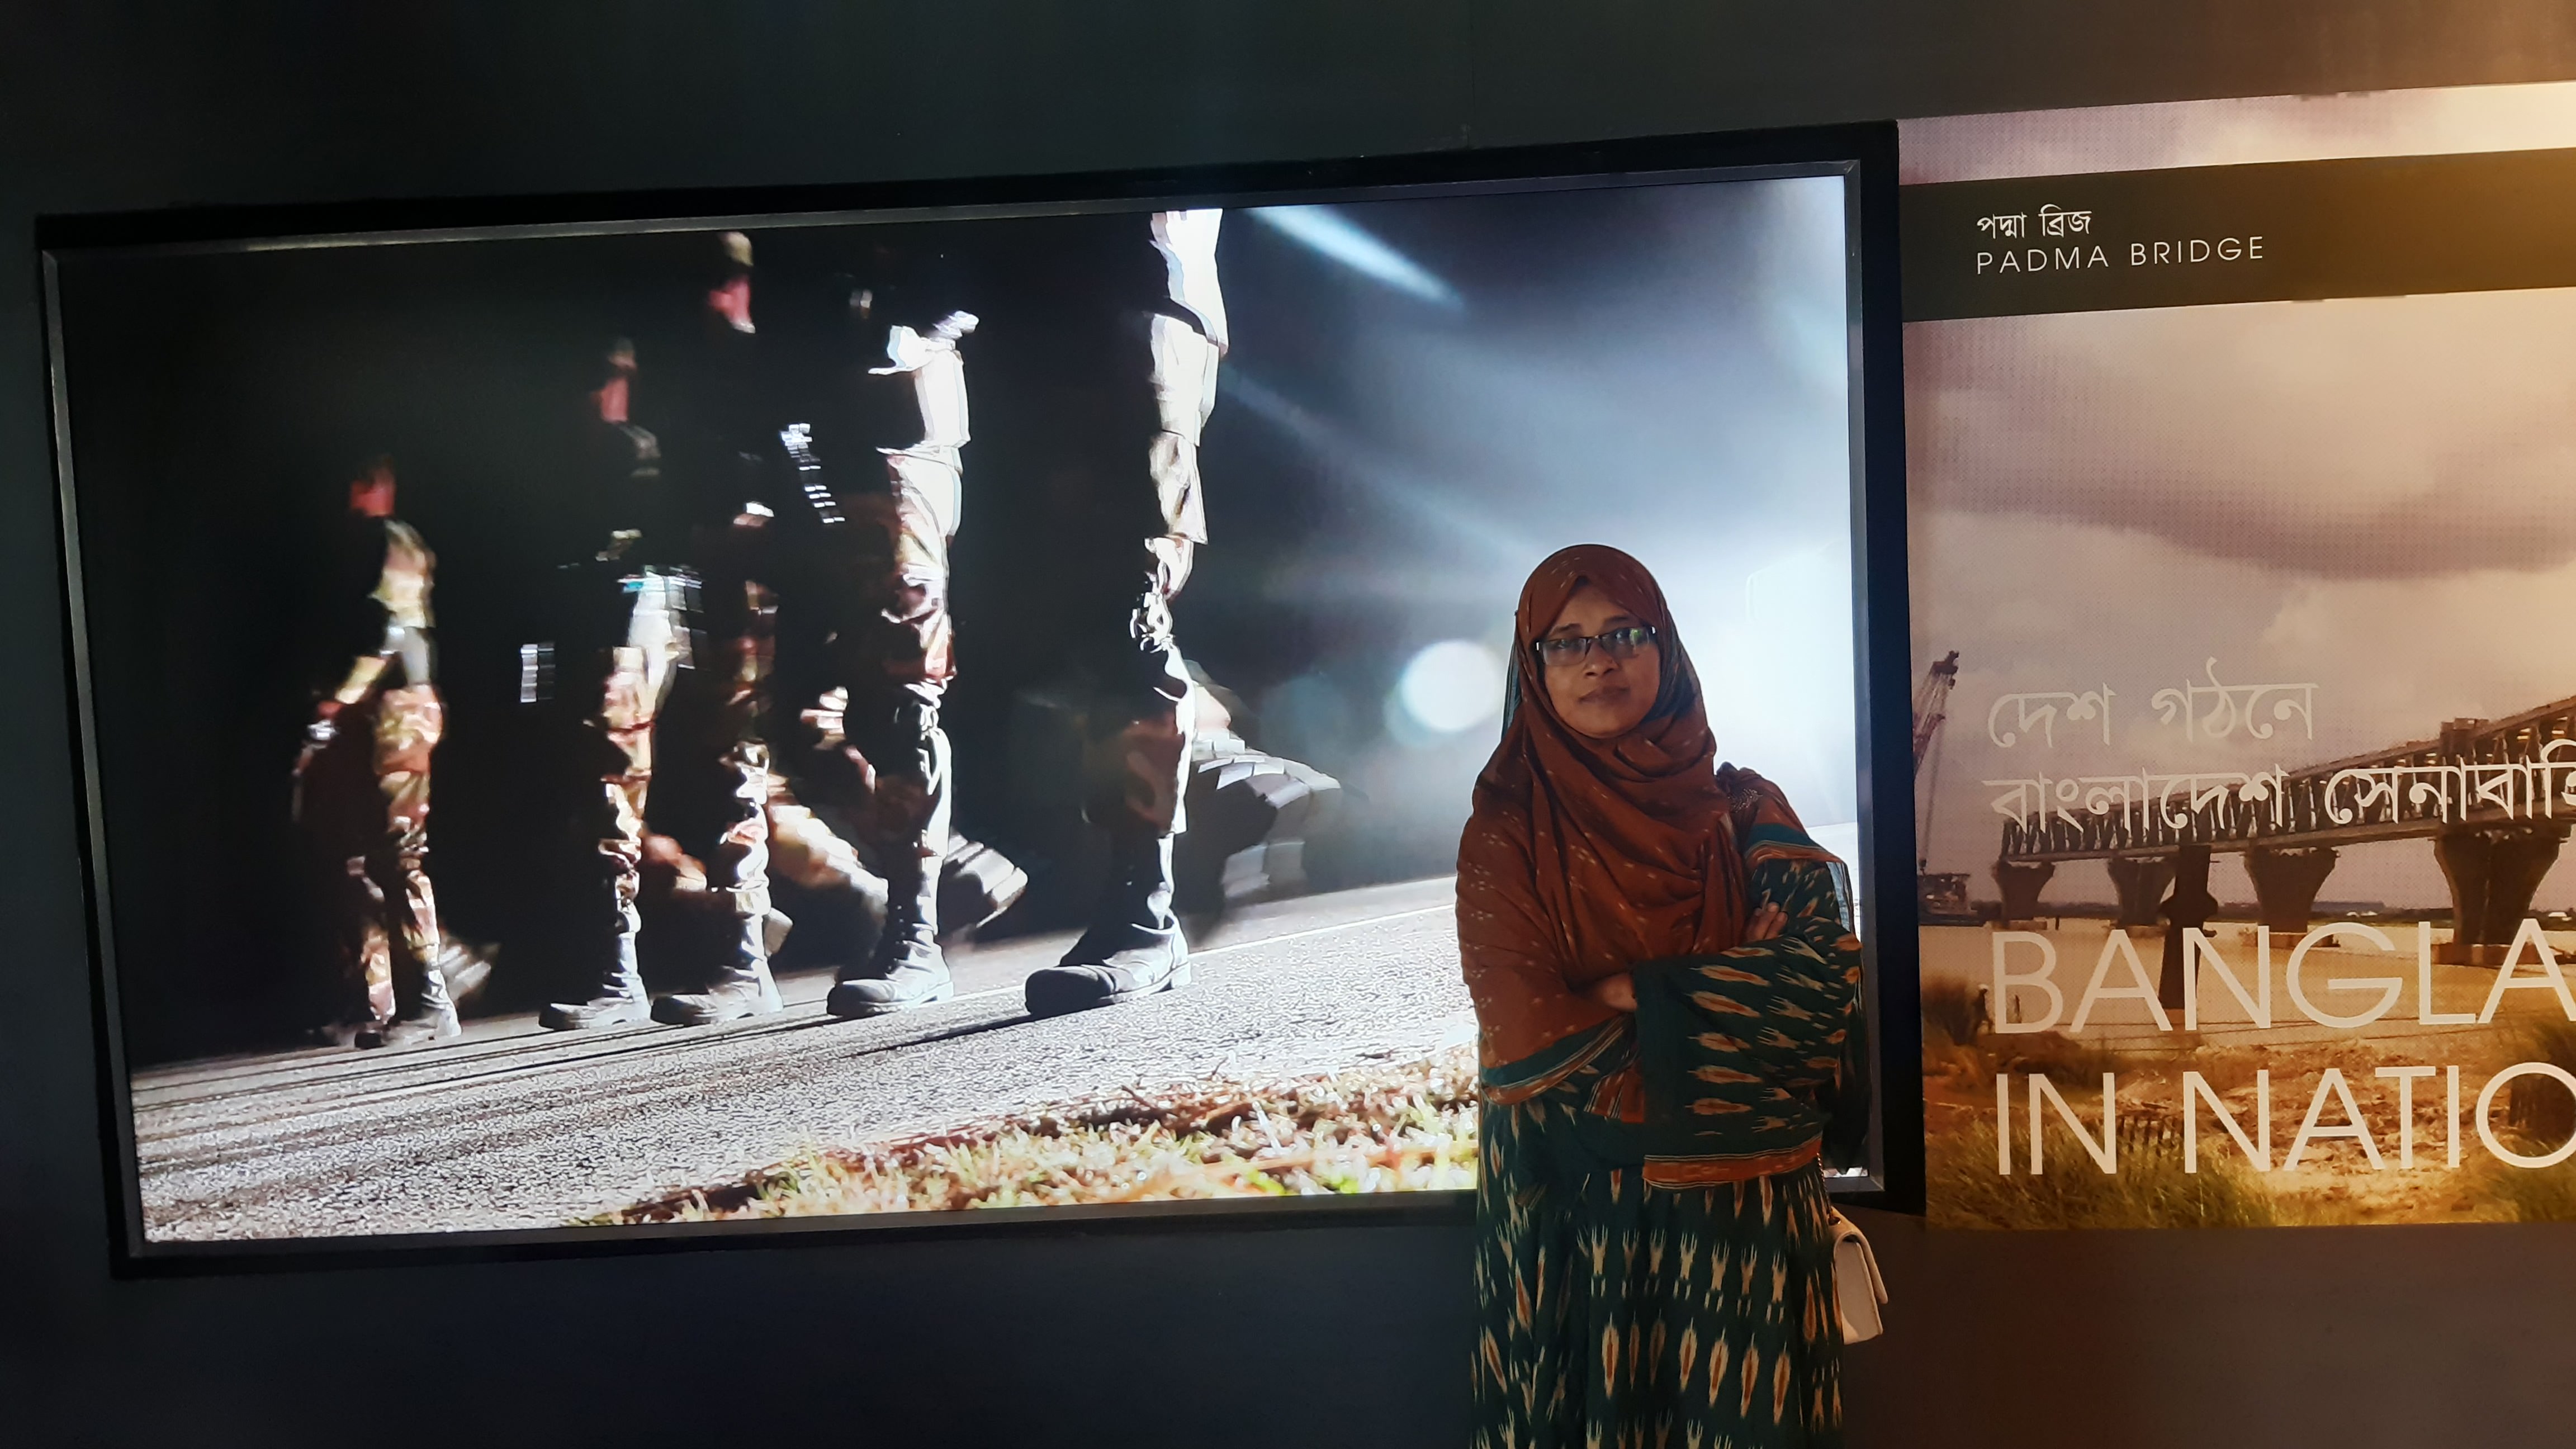 পদ্মা ব্রিজ
PADMA BRIDGE
দেশ গঠনে
বাংলাদেশ
BANGLA
IN NATIO